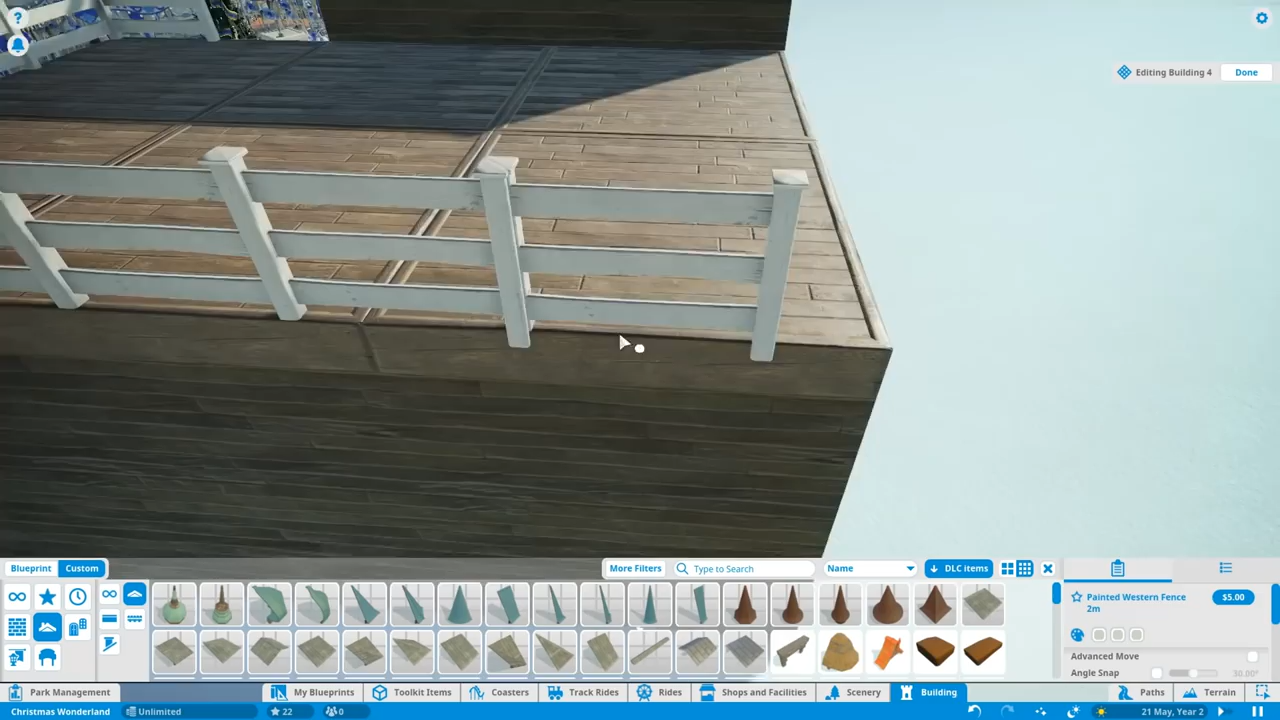 ?
Editing Building 4 Done
Blueprint Custom
More Filters Type to Search Name DLC items
Painted Western Fence 2m $5.00
Advanced Move
Angle Snap 30.00°
Park Management My Blueprints Toolkit Items Coasters Track Rides Rides Shops and Facilities Scenery Building Paths Terrain
Christmas Wonderland Unlimited 22 0 21 May, Year 2